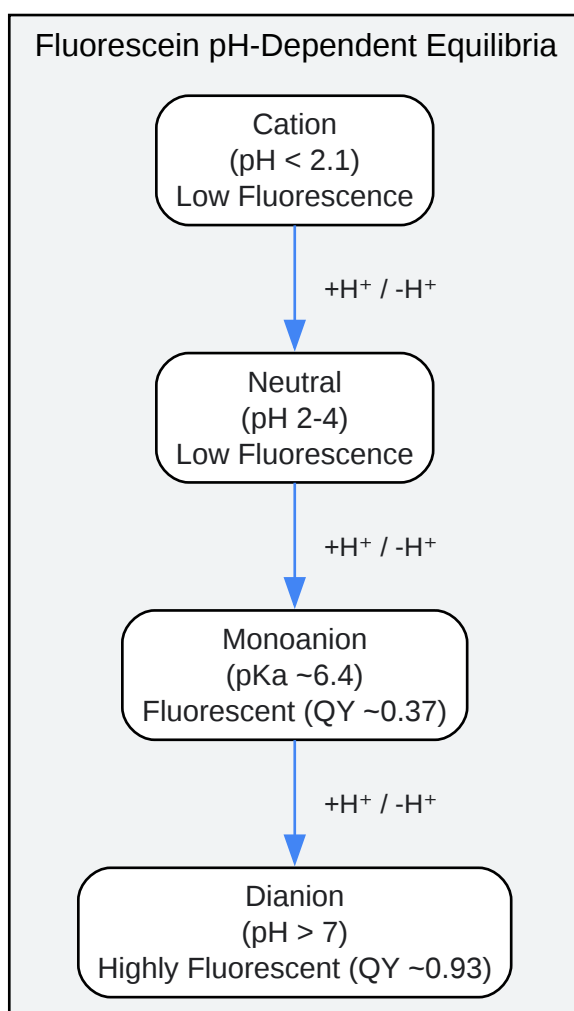 Fluorescein pH-Dependent Equilibria
Cation
(pH < 2.1)
Low Fluorescence
+H⁺ / -H⁺
Neutral
(pH 2-4)
Low Fluorescence
+H⁺ / -H⁺
Monoanion
(pKa ~6.4)
Fluorescent (QY ~0.37)
+H⁺ / -H⁺
Dianion
(pH > 7)
Highly Fluorescent (QY ~0.93)